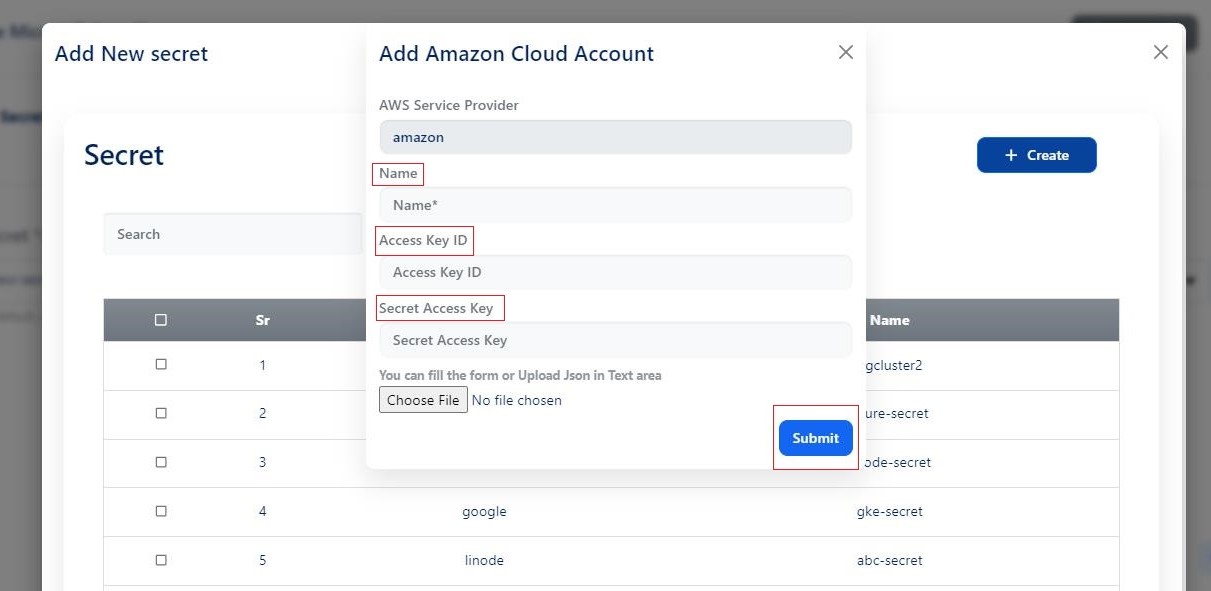 Add New secret
Add Amazon Cloud Account
AWS Service Provider
amazon
Secret
+ Create
Name
Name*
Search
Access Key ID
Access Key ID
Secret Access Key
Secret Access Key
Sr Name
You can fill the form or Upload Json in Text area
Choose File No file chosen
Submit
1 gcluster2
2 ure-secret
3 ode-secret
4 google gke-secret
5 linode abc-secret